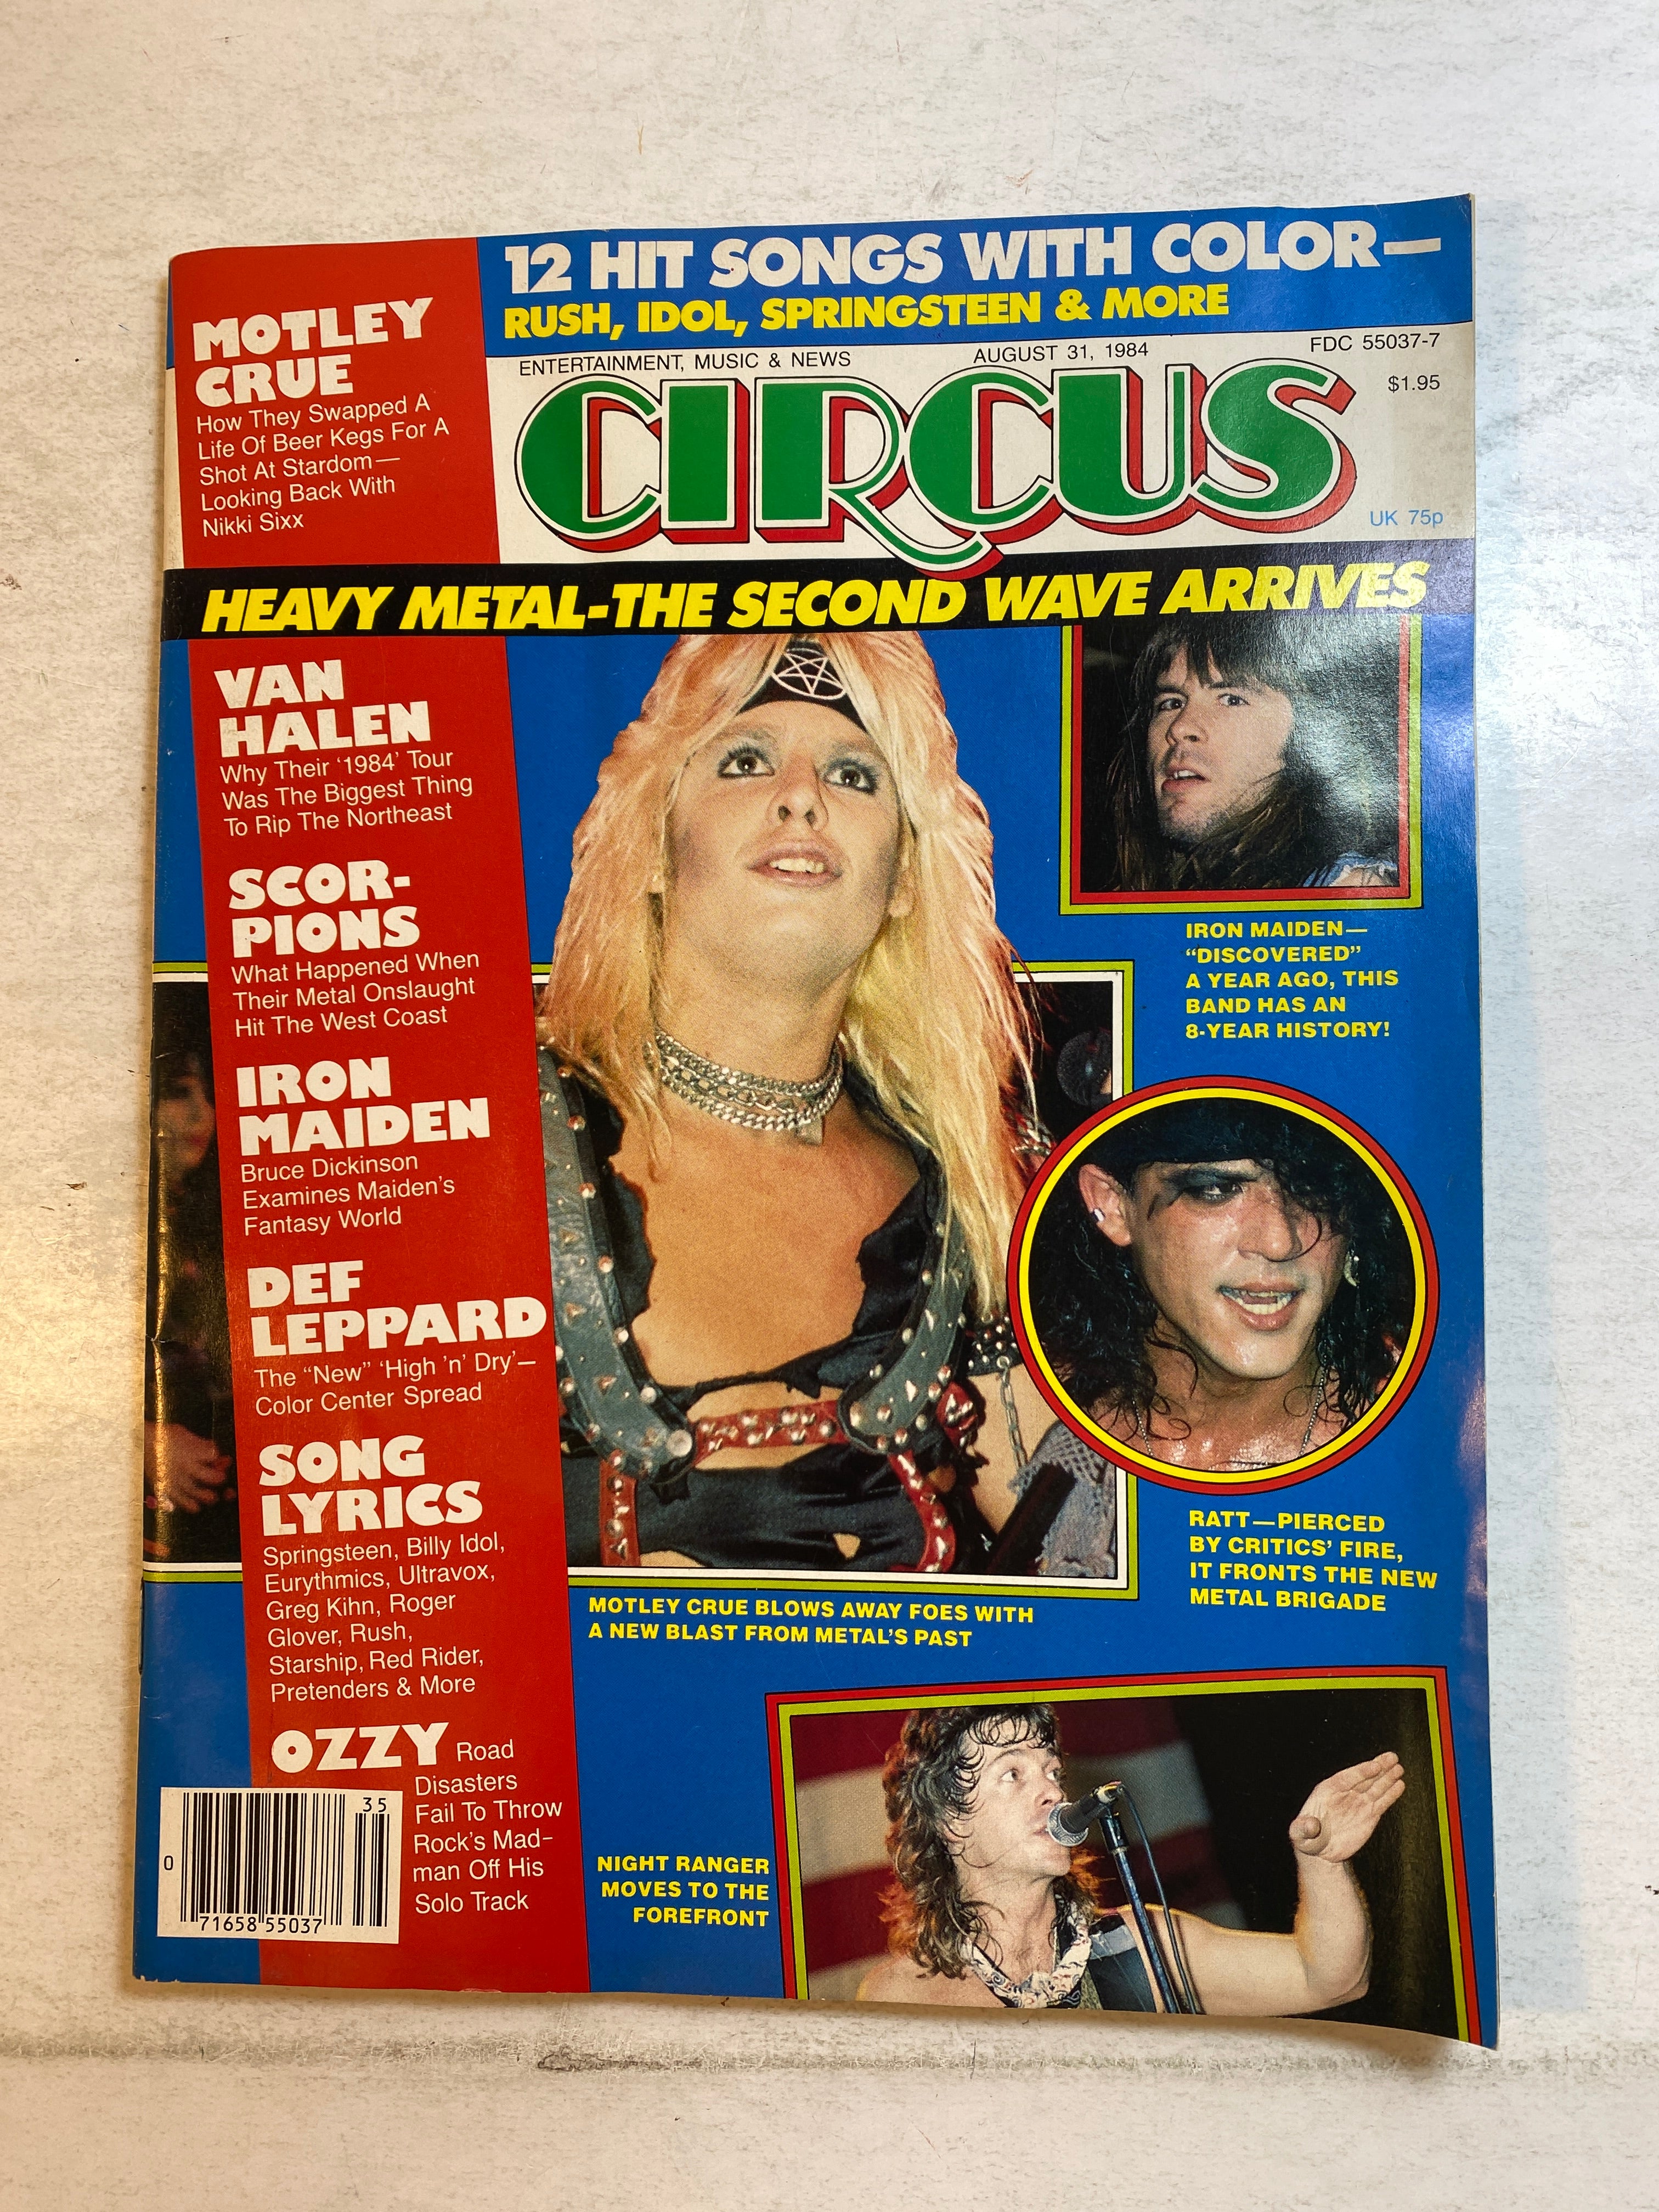 12 HIT SONGS WITH COLOR—
RUSH, IDOL, SPRINGSTEEN & MORE
MOTLEY
CRUE
How They Swapped A
Life Of Beer Kegs For A
Shot At Stardom—
Looking Back With
Nikki Sixx
ENTERTAINMENT, MUSIC & NEWS
AUGUST 31, 1984
FDC 55037-7
$1.95
CIRCUS
UK 75p
HEAVY METAL-THE SECOND WAVE ARRIVES
VAN
HALEN
Why Their ‘1984’ Tour
Was The Biggest Thing
To Rip The Northeast
SCOR-
PIONS
What Happened When
Their Metal Onslaught
Hit The West Coast
IRON
MAIDEN
Bruce Dickinson
Examines Maiden’s
Fantasy World
DEF
LEPPARD
The “New” ‘High ’n’ Dry’—
Color Center Spread
SONG
LYRICS
Springsteen, Billy Idol,
Eurythmics, Ultravox,
Greg Kihn, Roger
Glover, Rush,
Starship, Red Rider,
Pretenders & More
OZZY Road
Disasters
Fail To Throw
Rock’s Mad-
man Off His
Solo Track
35
0
71658 55037
IRON MAIDEN—
“DISCOVERED”
A YEAR AGO, THIS
BAND HAS AN
8-YEAR HISTORY!
RATT—PIERCED
BY CRITICS’ FIRE,
IT FRONTS THE NEW
METAL BRIGADE
MOTLEY CRUE BLOWS AWAY FOES WITH
A NEW BLAST FROM METAL’S PAST
NIGHT RANGER
MOVES TO THE
FOREFRONT